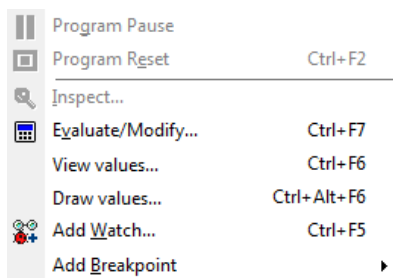 Program Pause
Program Reset Ctrl+F2
Inspect...
Evaluate/Modify... Ctrl+F7
View values... Ctrl+F6
Draw values... Ctrl+Alt+F6
Add Watch... Ctrl+F5
Add Breakpoint